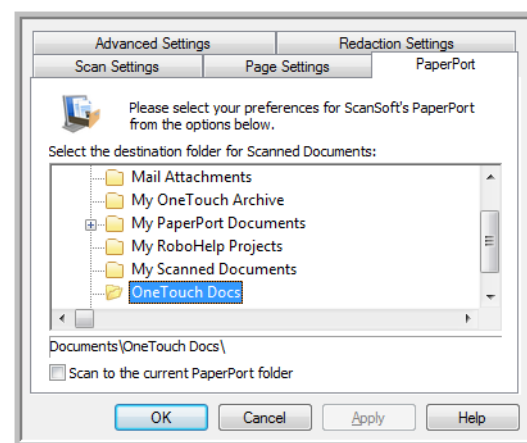 Advanced Settings Redaction Settings
Scan Settings Page Settings PaperPort
Please select your preferences for ScanSoft's PaperPort
from the options below.
Select the destination folder for Scanned Documents:
Mail Attachments
My OneTouch Archive
My PaperPort Documents
My RoboHelp Projects
My Scanned Documents
OneTouch Docs
Documents\OneTouch Docs\
Scan to the current PaperPort folder
OK Cancel Apply Help